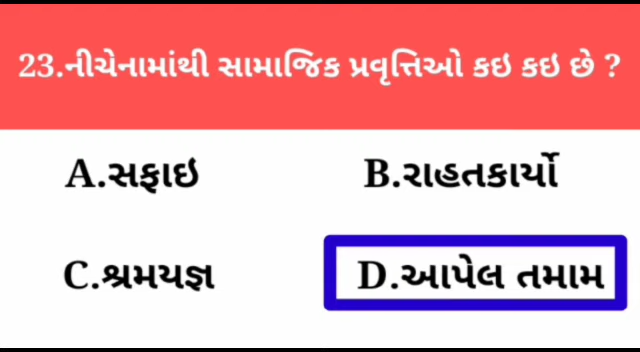 23.નીચેનામાંથી સામાજિક પ્રવૃત્તિઓ કઇ કઇ છે ?
A.સફાઇ
B.રાહતકાર્યો
C.શ્રમયજ્ઞ
D.આપેલ તમામ